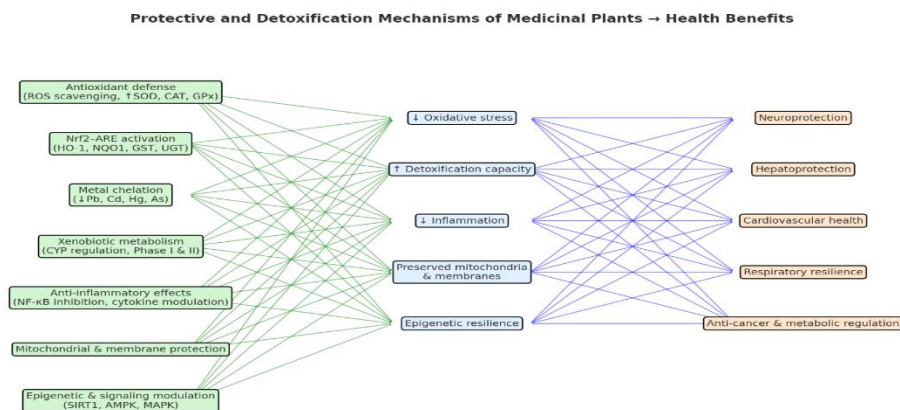 Protective and Detoxification Mechanisms of Medicinal Plants → Health Benefits
Antioxidant defense
(ROS scavenging, ↑SOD, CAT, GPx)
Nrf2–ARE activation
(HO-1, NQO1, GST, UGT)
Metal chelation
(↓Pb, Cd, Hg, As)
Xenobiotic metabolism
(CYP regulation, Phase I & II)
Anti-inflammatory effects
(NF-κB inhibition, cytokine modulation)
Mitochondrial & membrane protection
Epigenetic & signaling modulation
(SIRT1, AMPK, MAPK)
↓ Oxidative stress
↑ Detoxification capacity
↓ Inflammation
Preserved mitochondria
& membranes
Epigenetic resilience
Neuroprotection
Hepatoprotection
Cardiovascular health
Respiratory resilience
Anti-cancer & metabolic regulation